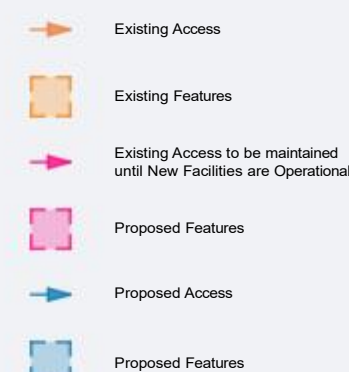 Existing Access
Existing Features
Existing Access to be maintained
until New Facilities are Operational
Proposed Features
Proposed Access
Proposed Features